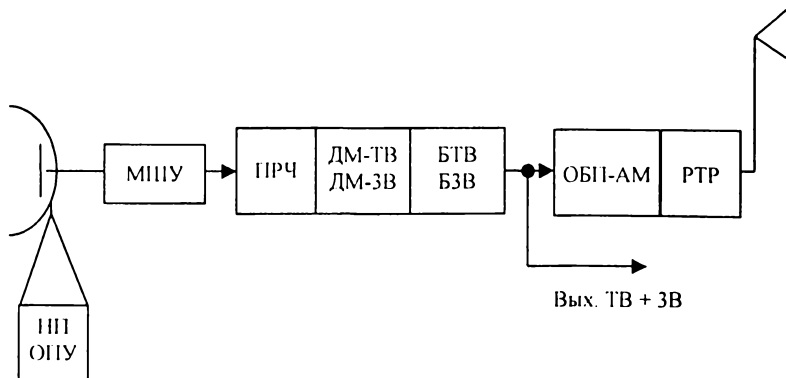 МШУ
ПРЧ
ДМ-ТВ
ДМ-ЗВ
БТВ
БЗВ
ОБП-АМ
РТР
Вых. ТВ + ЗВ
НП
ОПУ